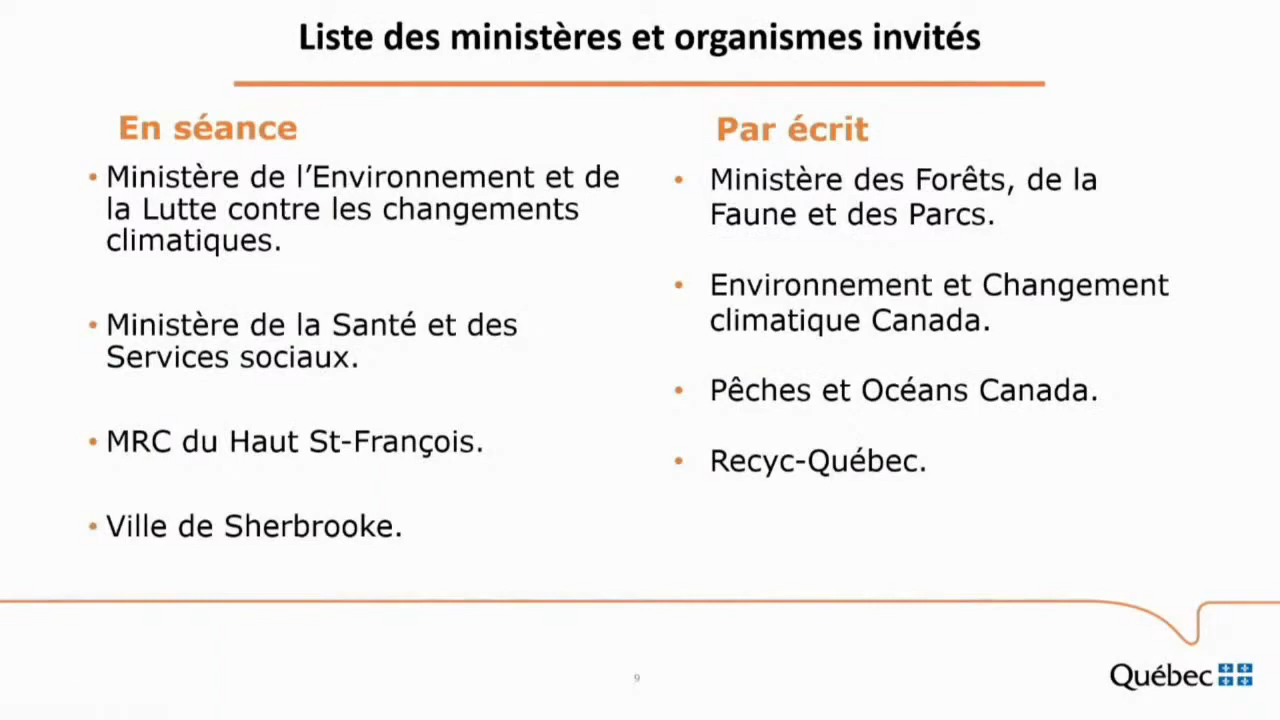 Liste des ministères et organismes invités
En séance
• Ministère de l’Environnement et de
la Lutte contre les changements
climatiques.
• Ministère de la Santé et des
Services sociaux.
• MRC du Haut St-François.
• Ville de Sherbrooke.
Par écrit
• Ministère des Forêts, de la
Faune et des Parcs.
• Environnement et Changement
climatique Canada.
• Pêches et Océans Canada.
• Recyc-Québec.
9
Québec